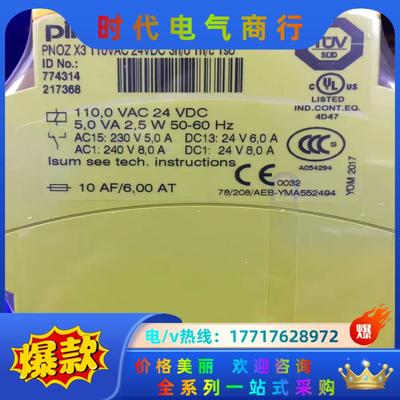 时代电气商行
PNOZ X3 110VAC 24VDC 3n/o 1n/c 1so
ID No.:
774314
217368
TÜV
SÜD
C UL US
LISTED
IND.CONT.EQ.
4D47
110,0 VAC 24 VDC
5,0 VA 2,5 W 50-60 Hz
AC15: 230 V 5,0 A DC13: 24 V 6,0 A
AC1: 240 V 8,0 A DC1: 24 V 8,0 A
Isum see tech. instructions
10 AF/6,00 AT
CCC
A054294
CE 0032
78/208/AEB-YMA552494
YOM 2017
爆款
电/v热线：17717628972
爆
价格美丽 欢迎咨询
全系列一站式采购